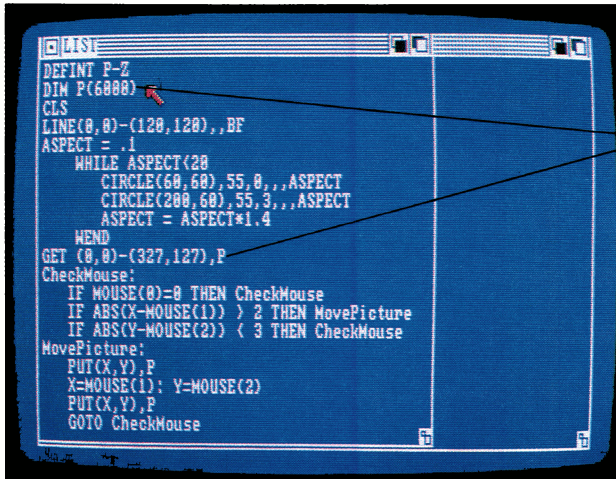 LIST
DEFINT P-Z
DIM P(6000)
CLS
LINE(0,0)-(120,120),,BF
ASPECT = .1
WHILE ASPECT<20
CIRCLE(60,60),55,0,,,ASPECT
CIRCLE(200,60),55,3,,,ASPECT
ASPECT = ASPECT*1.4
WEND
GET (0,0)-(327,127),P
CheckMouse:
IF MOUSE(0)=0 THEN CheckMouse
IF ABS(X-MOUSE(1)) > 2 THEN MovePicture
IF ABS(Y-MOUSE(2)) < 3 THEN CheckMouse
MovePicture:
PUT(X,Y),P
X=MOUSE(1): Y=MOUSE(2)
PUT(X,Y),P
GOTO CheckMouse